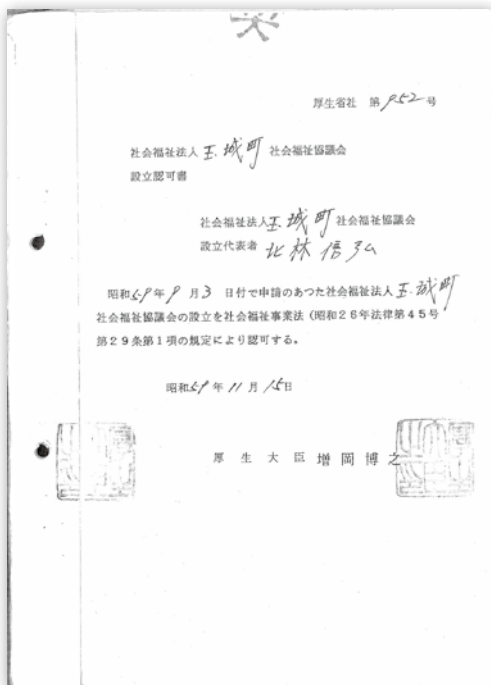 厚生省社 第952号
社会福祉法人玉城町社会福祉協議会
設立認可書
社会福祉法人玉城町社会福祉協議会
設立代表者 北林信弘
昭和59年9月3日付で申請のあつた社会福祉法人玉城町
社会福祉協議会の設立を社会福祉事業法（昭和26年法律第45号
第29条第1項の規定により認可する。
昭和59年11月15日
厚生大臣 増岡博之